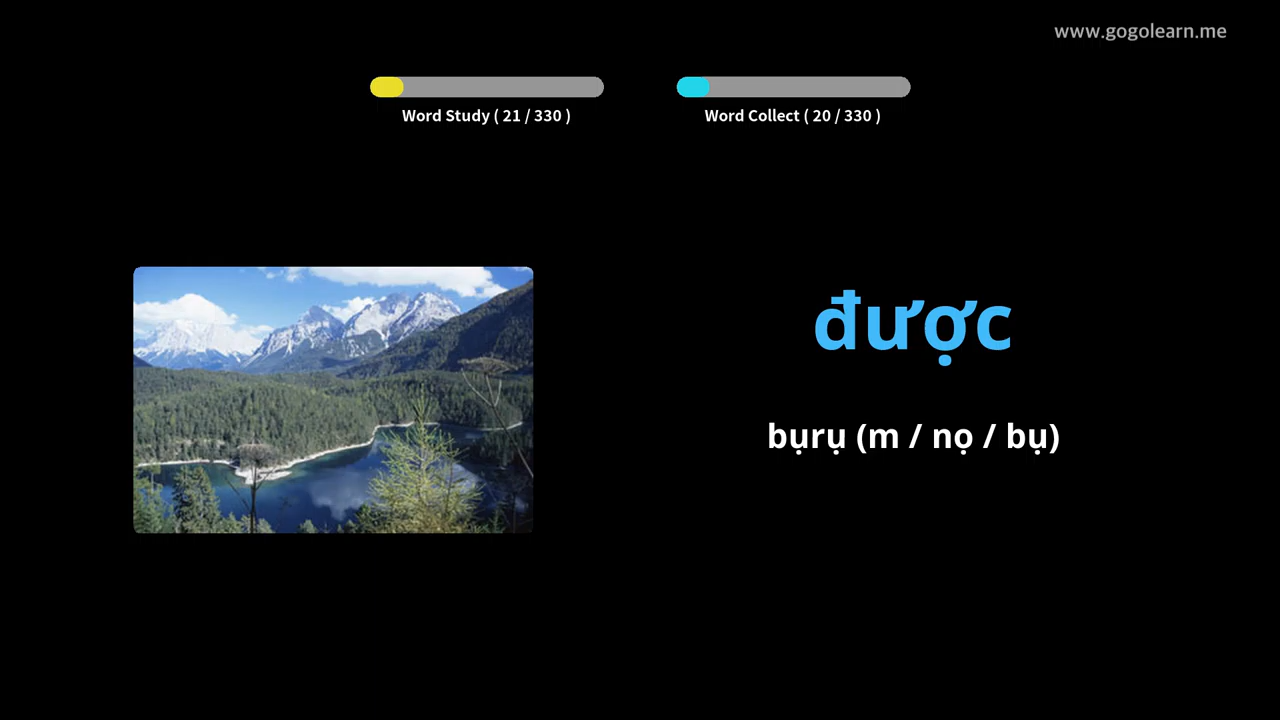 www.gogolearn.me
Word Study ( 21 / 330 )
Word Collect ( 20 / 330 )
được
bụrụ (m / nọ / bụ)